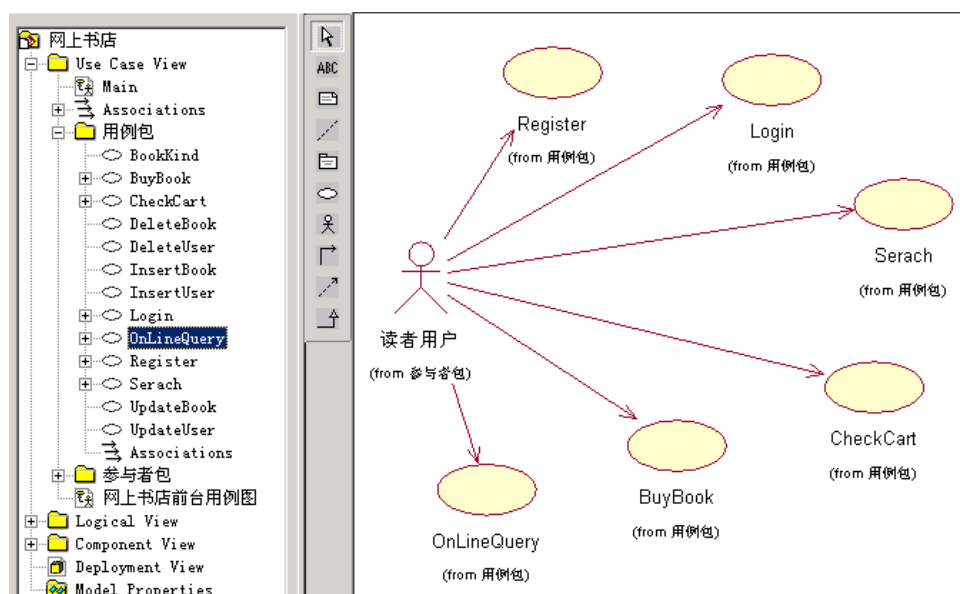 网上书店
Use Case View
Main
Associations
用例包
BookKind
BuyBook
CheckCart
DeleteBook
DeleteUser
InsertBook
InsertUser
Login
OnLineQuery
Register
Serach
UpdateBook
UpdateUser
Associations
参与者包
网上书店前台用例图
Logical View
Component View
Deployment View
Model Properties
ABC
Register
(from 用例包)
Login
(from 用例包)
Serach
(from 用例包)
读者用户
(from 参与者包)
CheckCart
(from 用例包)
BuyBook
(from 用例包)
OnLineQuery
(from 用例包)